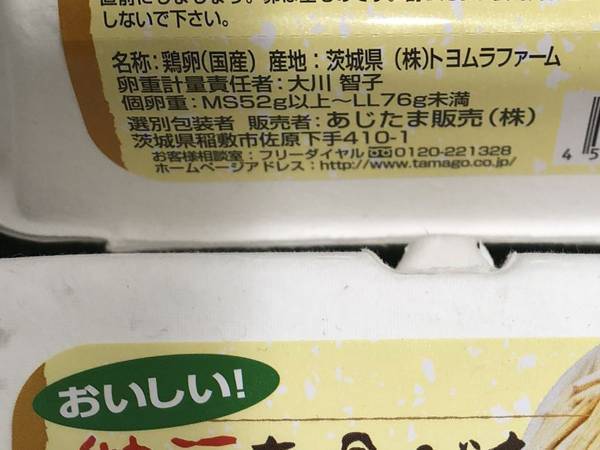 しないで下さい。
名称:鶏卵(国産) 産地:茨城県 (株)トヨムラファーム
卵重計量責任者:大川 智子
個卵重:MS52g以上~LL76g未満
選別包装者 販売者:あじたま販売(株)
茨城県稲敷市佐原下手410-1
お客様相談室:フリーダイヤル 0120-221328
ホームページアドレス:http://www.tamago.co.jp/
45
おいしい!